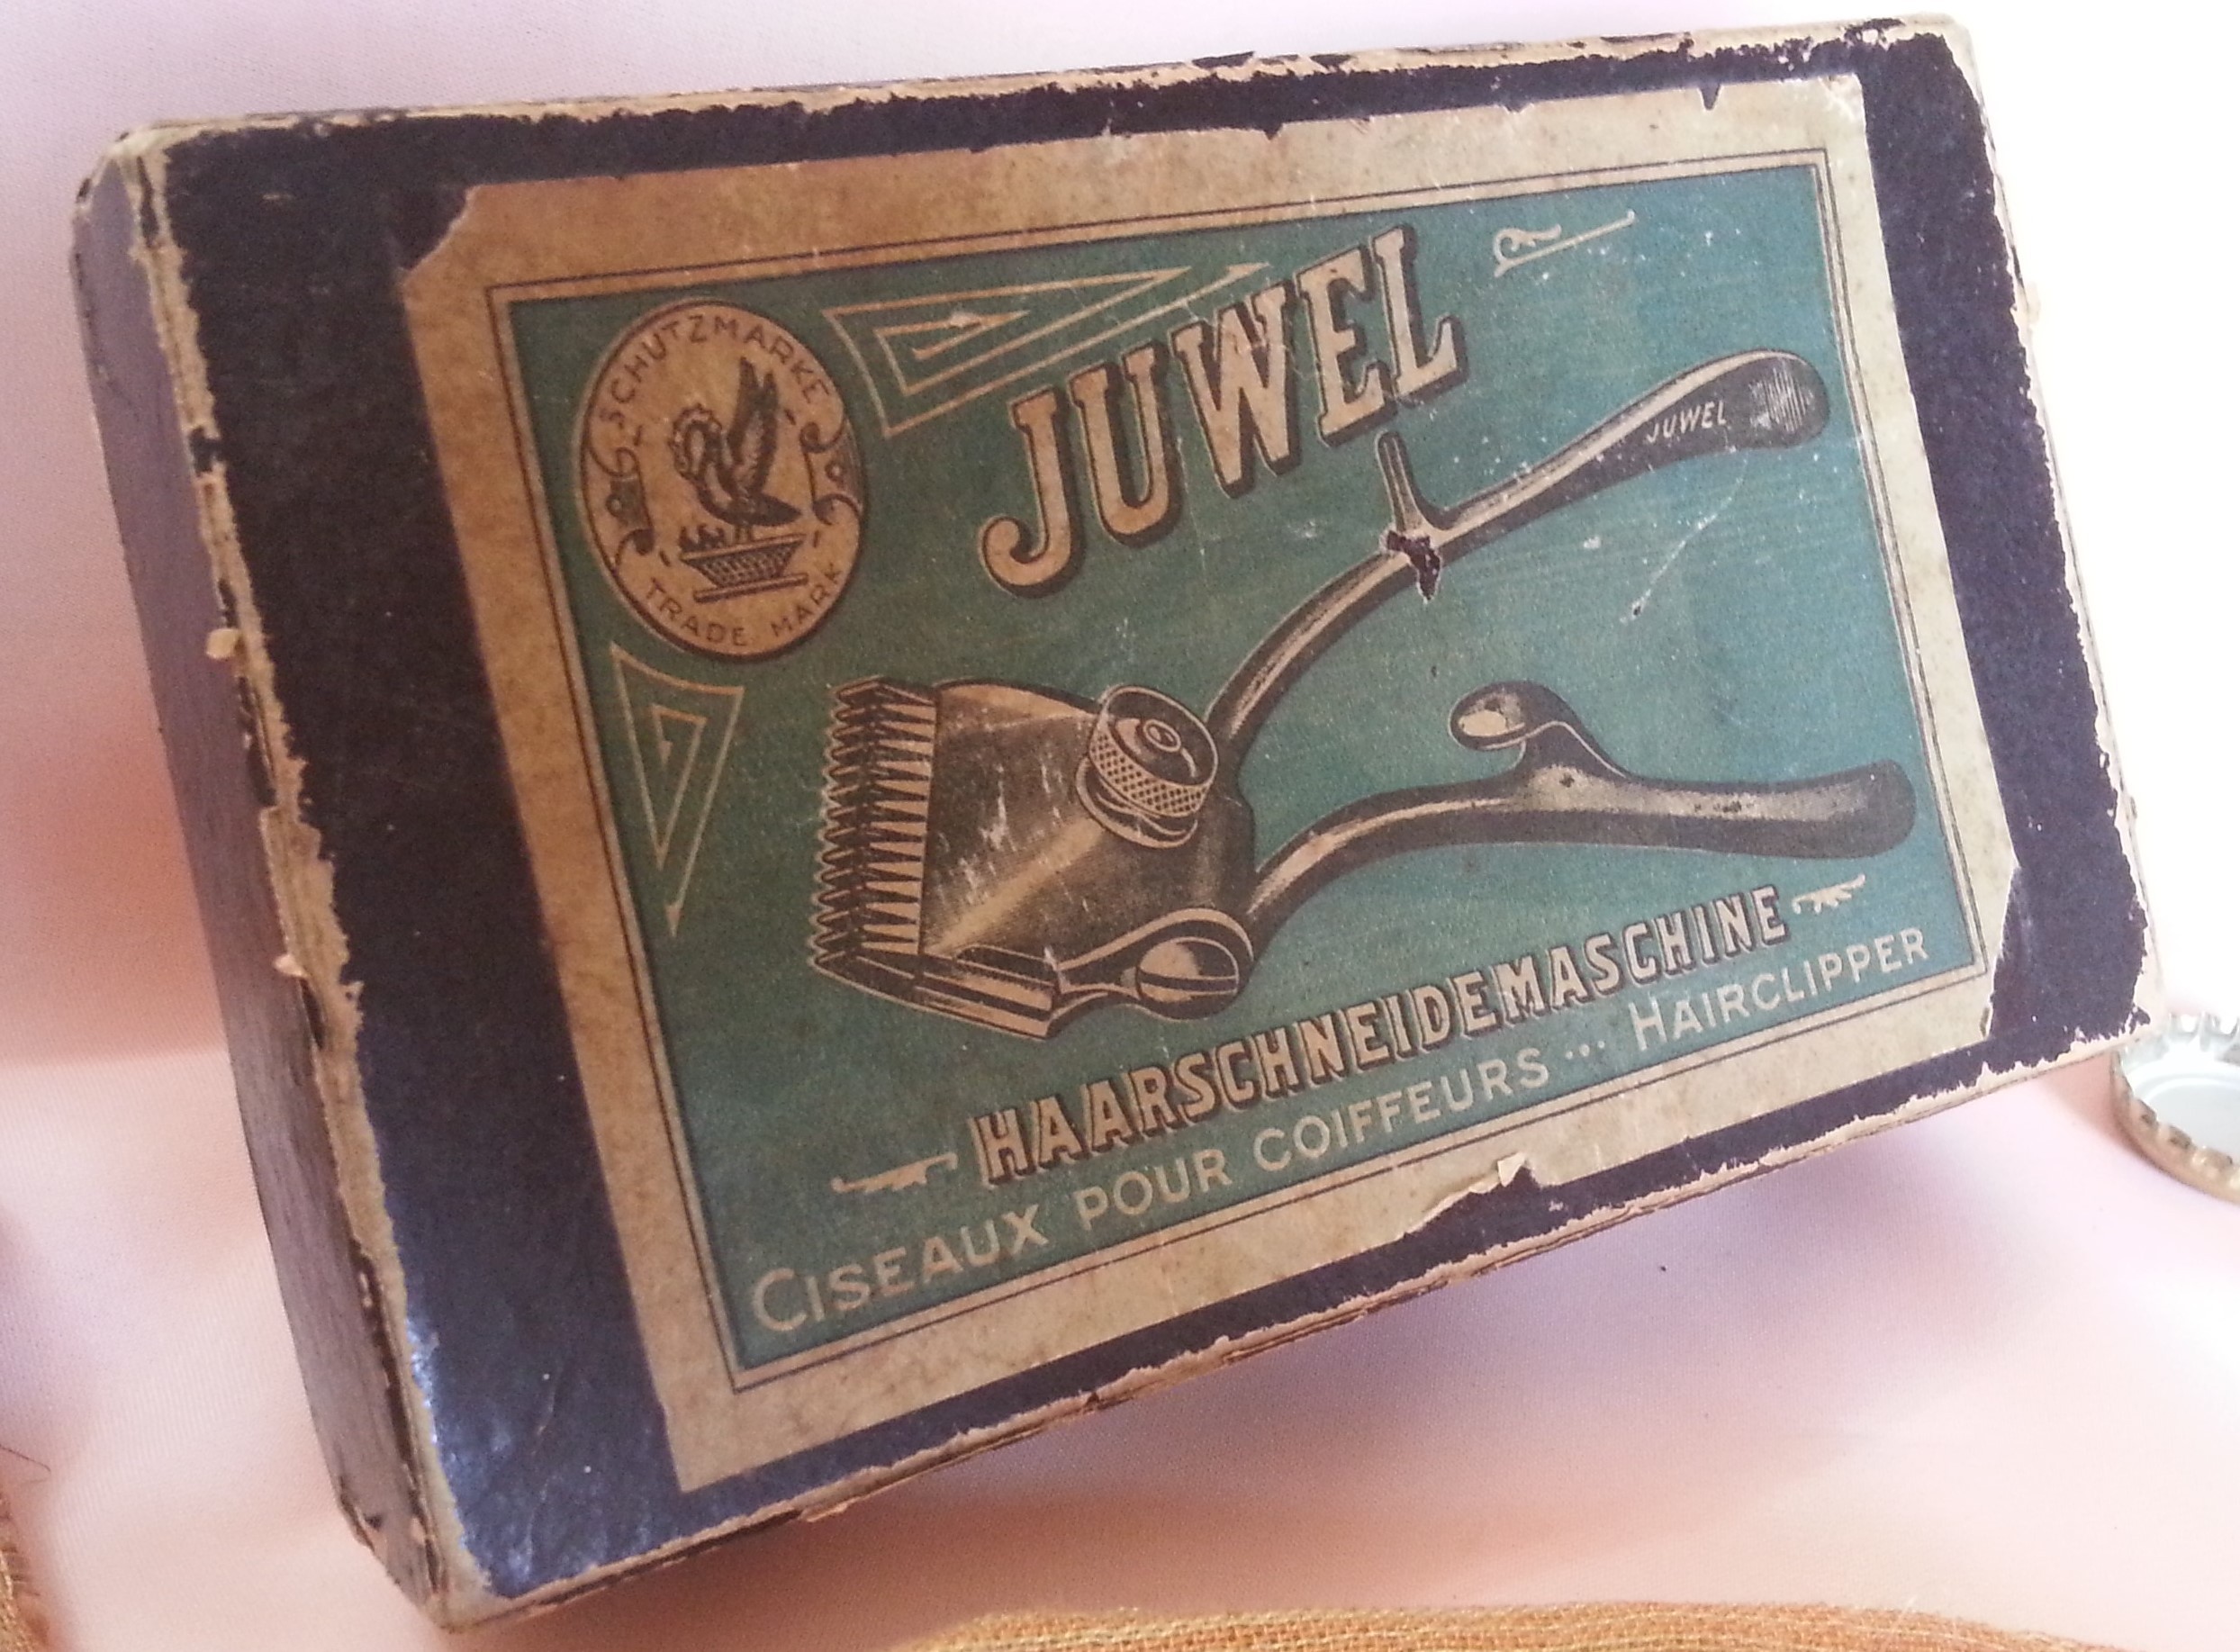 SCHUTZMARKE
TRADE MARK
JUWEL
JUWEL
HAARSCHNEIDEMASCHINE
CISEAUX POUR COIFFEURS ... HAIRCLIPPER